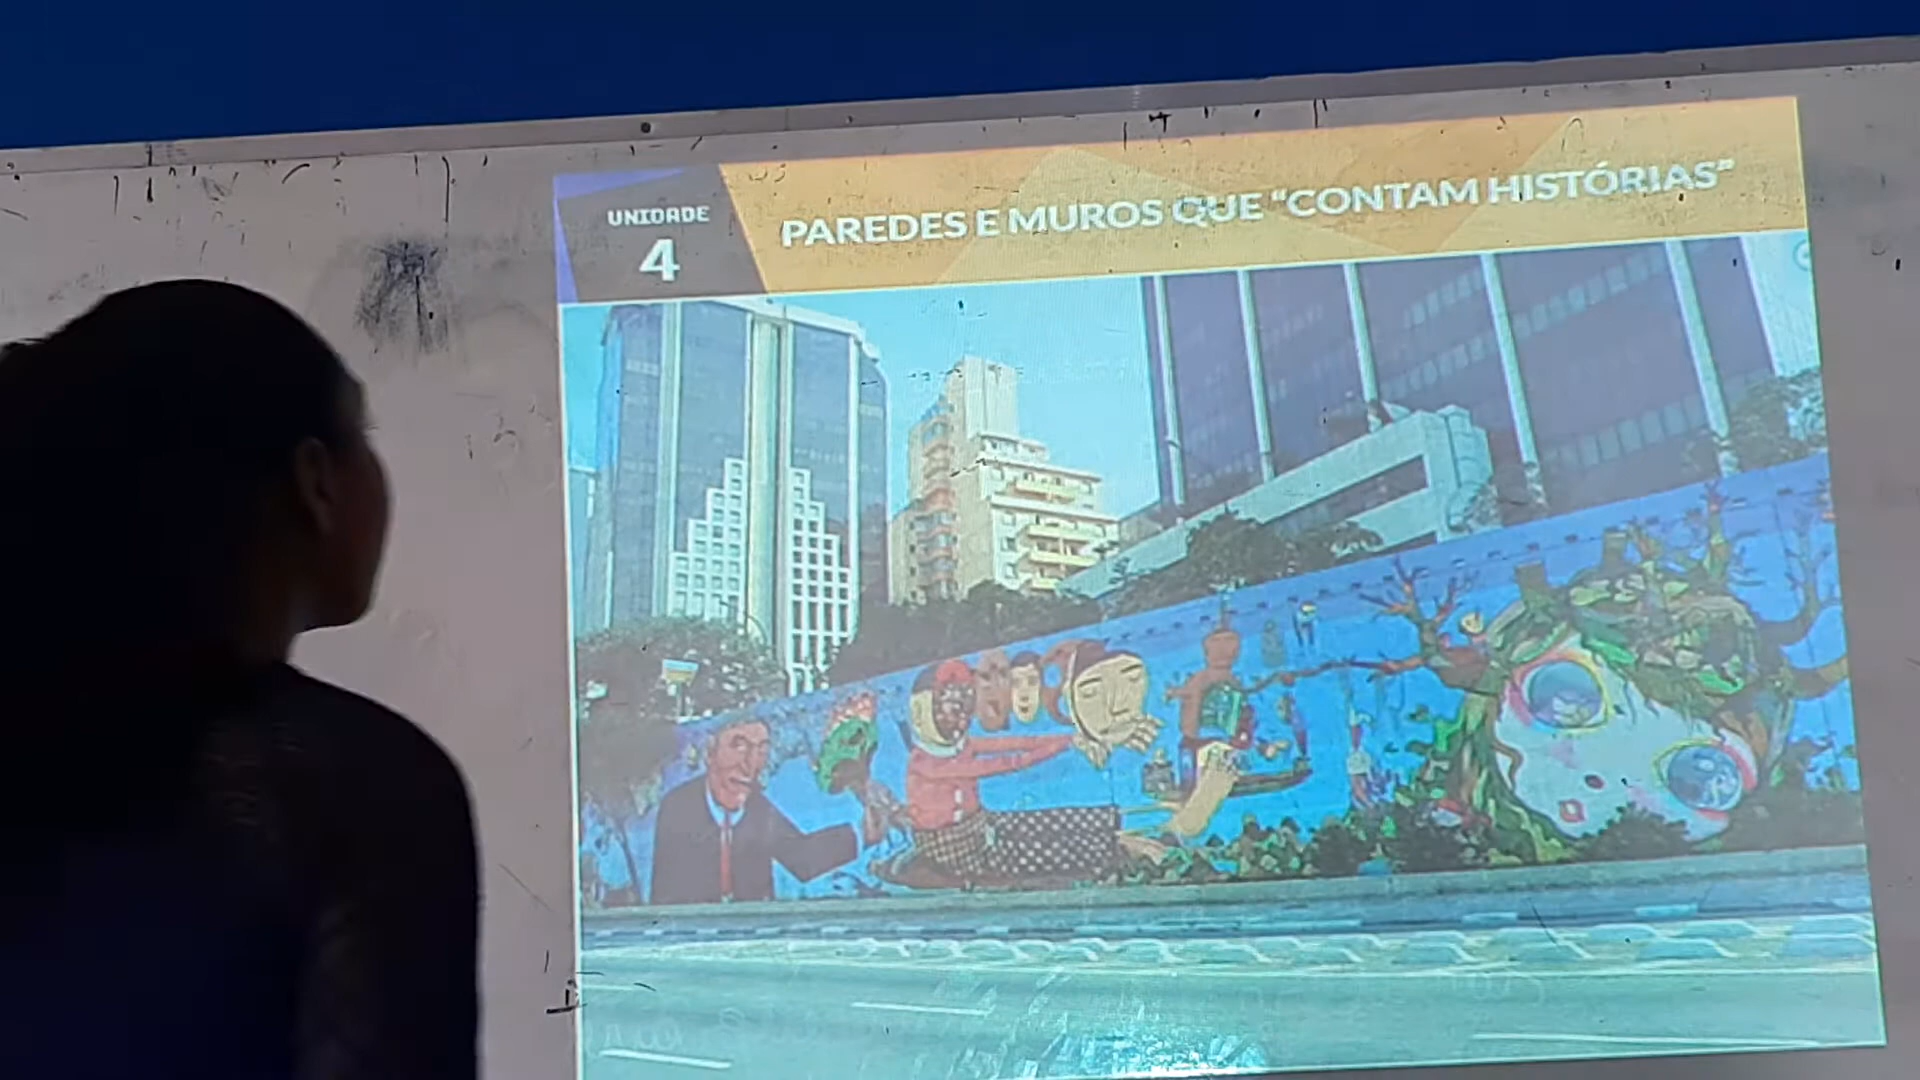 UNIDADE
4
PAREDES E MUROS QUE “CONTAM HISTÓRIAS”